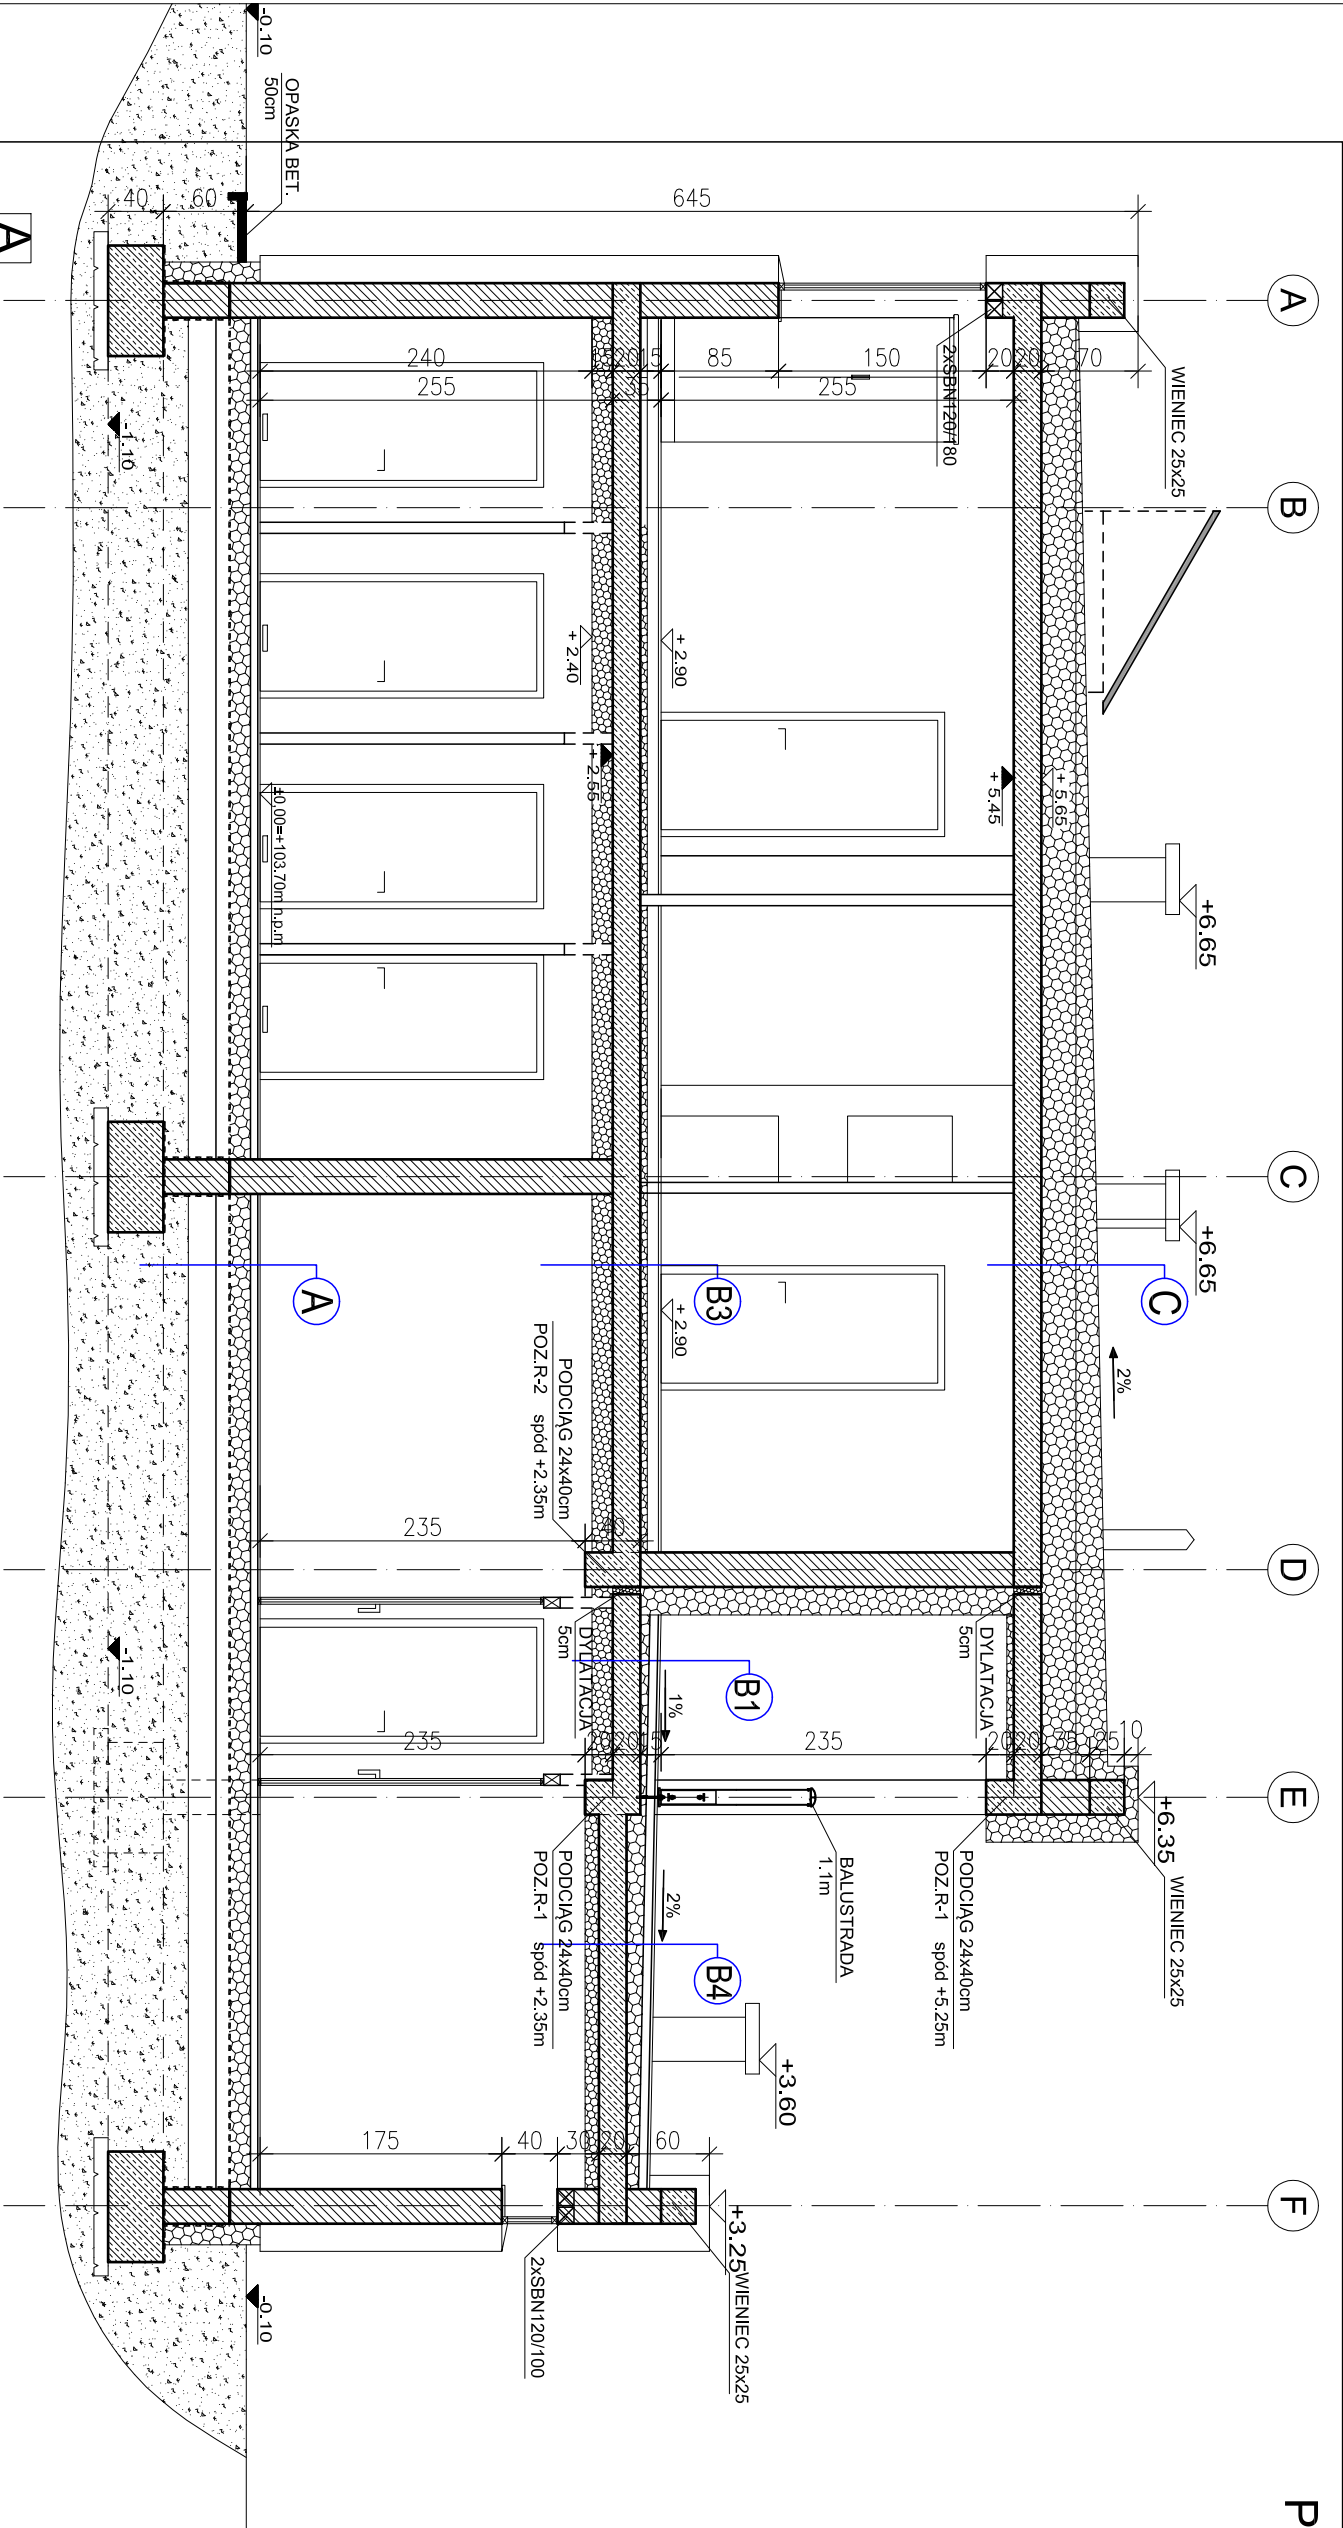 P
A
B
C
D
E
F
WIENIEC 25x25
+6.65
+6.65
2%
+6.35
WIENIEC 25x25
C
+ 5.65
+ 5.45
645
70
20
20
150
85
15
20
15
2xSBN120/180
255
35
255
240
10
25
35
20
20
235
15
20
20
235
DYLATACJA
5cm
PODCIĄG 24x40cm
POZ.R-1 spód +5.25m
BALUSTRADA
1.1m
+ 2.90
+ 2.90
+ 2.40
+ 2.55
B3
B1
B4
1%
2%
+3.60
+3.25
WIENIEC 25x25
PODCIĄG 24x40cm
POZ.R-2 spód +2.35m
DYLATACJA
5cm
PODCIĄG 24x40cm
POZ.R-1 spód +2.35m
40
235
60
20
30
40
175
2xSBN120/100
±0,00=+103.70m n.p.m
A
OPASKA BET.
50cm
-0.10
-0.10
60
40
-1.10
-1.10
A